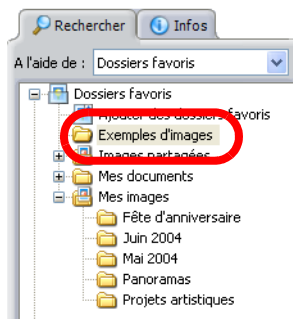 Rechercher Infos
A l'aide de : Dossiers favoris
Dossiers favoris
Ajouter des dossiers favoris
Exemples d'images
Images partagées
Mes documents
Mes images
Fête d'anniversaire
Juin 2004
Mai 2004
Panoramas
Projets artistiques